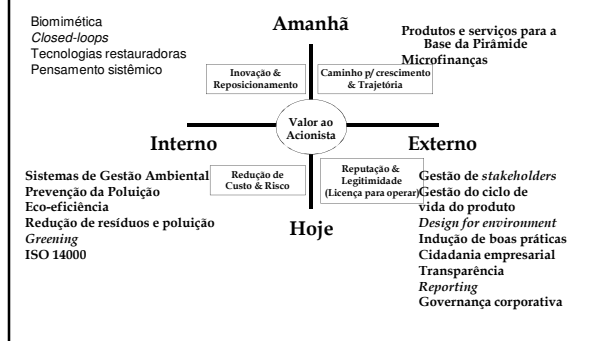 Biomimética
Closed-loops
Tecnologias restauradoras
Pensamento sistêmico
Amanhã
Produtos e serviços para a
Base da Pirâmide
Microfinanças
Inovação &
Reposicionamento
Caminho p/ crescimento
& Trajetória
Valor ao
Acionista
Interno
Externo
Sistemas de Gestão Ambiental
Prevenção da Poluição
Eco-eficiência
Redução de resíduos e poluição
Greening
ISO 14000
Redução de
Custo & Risco
Reputação &
Legitimidade
(Licença para operar)
Hoje
Gestão de stakeholders
Gestão do ciclo de
vida do produto
Design for environment
Indução de boas práticas
Cidadania empresarial
Transparência
Reporting
Governança corporativa